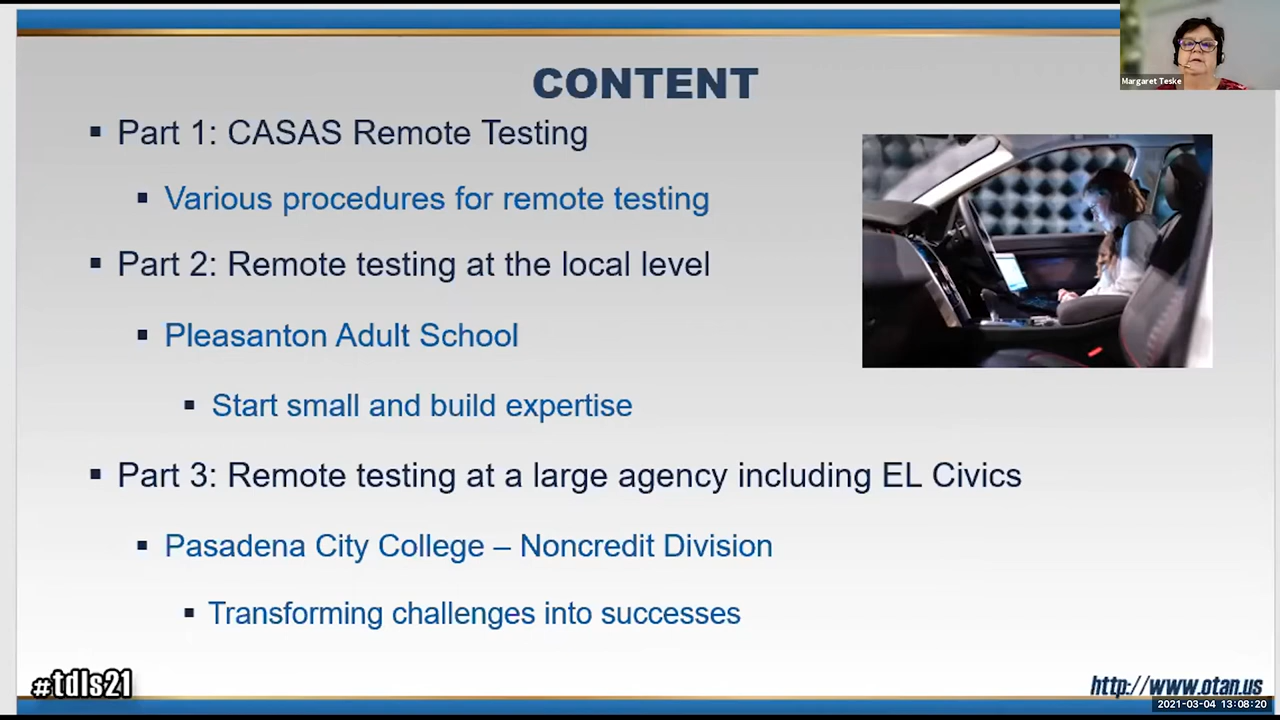 CONTENT
Margaret Teske
Part 1: CASAS Remote Testing
Various procedures for remote testing
Part 2: Remote testing at the local level
Pleasanton Adult School
Start small and build expertise
Part 3: Remote testing at a large agency including EL Civics
Pasadena City College – Noncredit Division
Transforming challenges into successes
#tdls21
http://www.otan.us
2021-03-04 13:08:20